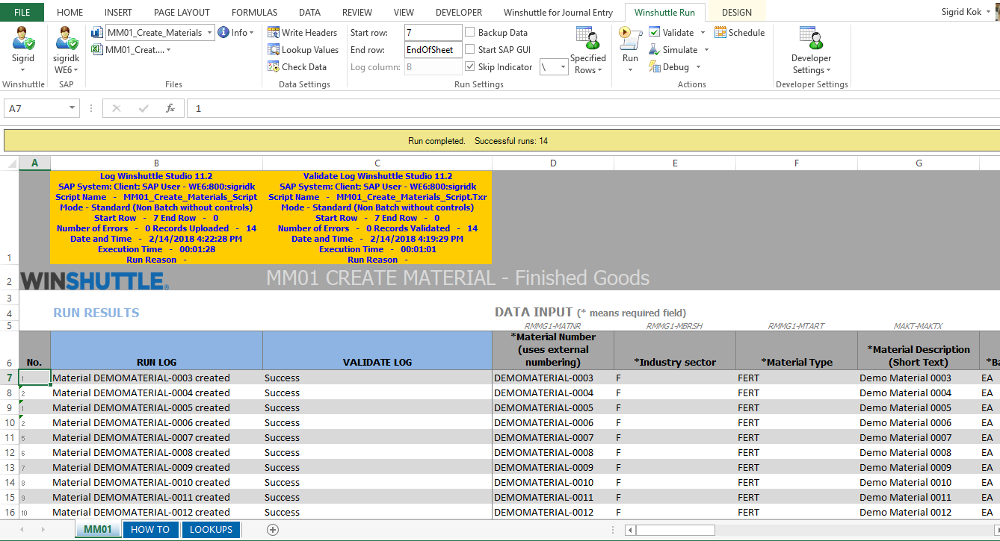 FILE HOME INSERT PAGE LAYOUT FORMULAS DATA REVIEW VIEW DEVELOPER Winshuttle for Journal Entry Winshuttle Run DESIGN Sigrid Kok
MM01_Create_Materials Info Write Headers Start row: 7 Backup Data Validate Schedule
MM01_Creat.... Lookup Values End row: EndOfSheet Start SAP GUI Simulate
Sigrid sigridk WE6 Check Data Log column: B Skip Indicator \ Specified Rows Run Debug Developer Settings
Winshuttle SAP Files Data Settings Run Settings Actions Developer Settings
A7 fx 1
Run completed. Successful runs: 14
A B C D E F G
Log Winshuttle Studio 11.2 Validate Log Winshuttle Studio 11.2
SAP System: Client: SAP User - WE6:800:sigridk SAP System: Client: SAP User - WE6:800:sigridk
Script Name - MM01_Create_Materials_Script Script Name - MM01_Create_Materials_Script.Txr
Mode - Standard (Non Batch without controls) Mode - Standard (Non Batch without controls)
Start Row - 7 End Row - 0 Start Row - 7 End Row - 0
Number of Errors - 0 Records Uploaded - 14 Number of Errors - 0 Records Validated - 14
Date and Time - 2/14/2018 4:22:28 PM Date and Time - 2/14/2018 4:19:29 PM
Execution Time - 00:01:28 Execution Time - 00:01:01
1 Run Reason - Run Reason -
2 WINSHUTTLE® MM01 CREATE MATERIAL - Finished Goods
3
4 RUN RESULTS DATA INPUT (* means required field)
5 RMMG1-MATNR RMMG1-MBRSH RMMG1-MTART MAKT-MAKTX
*Material Number
(uses external *Material Description
6 No. RUN LOG VALIDATE LOG numbering) *Industry sector *Material Type (Short Text) *Ba
7 1 Material DEMOMATERIAL-0003 created Success DEMOMATERIAL-0003 F FERT Demo Material 0003 EA
8 2 Material DEMOMATERIAL-0004 created Success DEMOMATERIAL-0004 F FERT Demo Material 0004 EA
9 1 Material DEMOMATERIAL-0005 created Success DEMOMATERIAL-0005 F FERT Demo Material 0005 EA
10 2 Material DEMOMATERIAL-0006 created Success DEMOMATERIAL-0006 F FERT Demo Material 0006 EA
11 5 Material DEMOMATERIAL-0007 created Success DEMOMATERIAL-0007 F FERT Demo Material 0007 EA
12 6 Material DEMOMATERIAL-0008 created Success DEMOMATERIAL-0008 F FERT Demo Material 0008 EA
13 7 Material DEMOMATERIAL-0009 created Success DEMOMATERIAL-0009 F FERT Demo Material 0009 EA
14 8 Material DEMOMATERIAL-0010 created Success DEMOMATERIAL-0010 F FERT Demo Material 0010 EA
15 9 Material DEMOMATERIAL-0011 created Success DEMOMATERIAL-0011 F FERT Demo Material 0011 EA
16 10 Material DEMOMATERIAL-0012 created Success DEMOMATERIAL-0012 F FERT Demo Material 0012 EA
MM01 HOW TO LOOKUPS